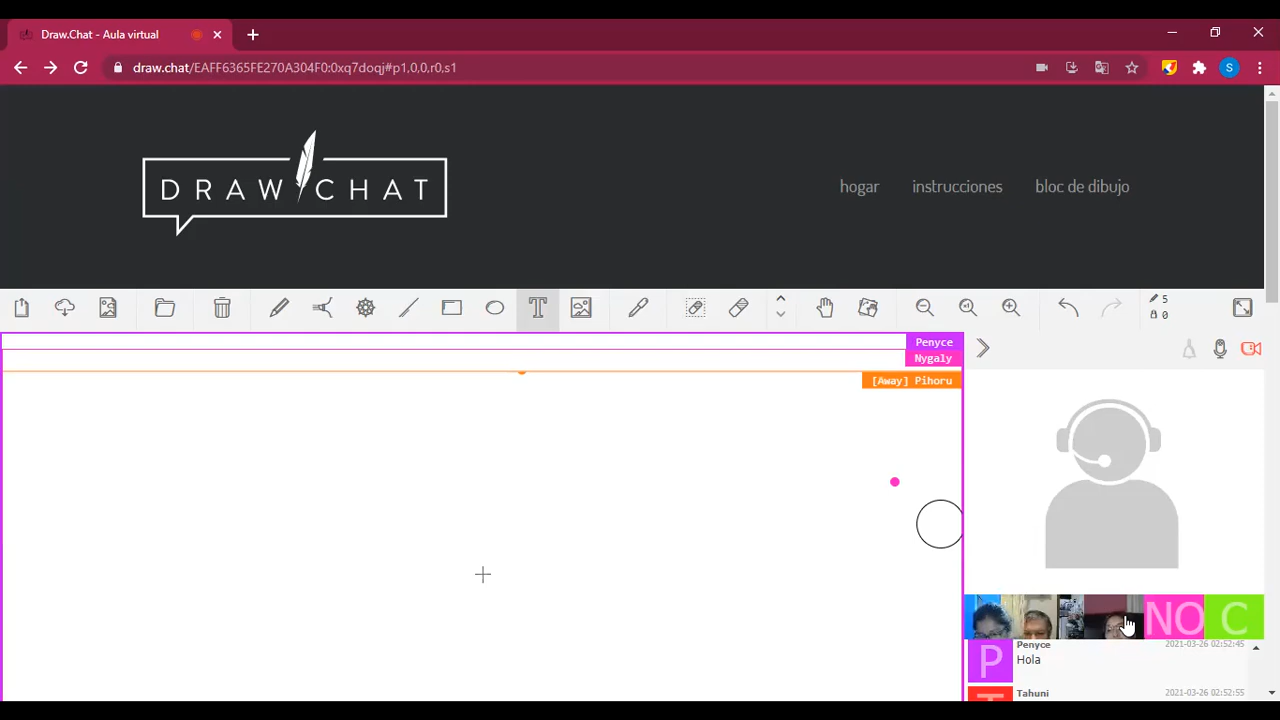 Draw.Chat - Aula virtual
draw.chat/EAFF6365FE270A304F0:0xq7doqj#p1,0,0,r0,s1
S
DRAW CHAT
hogar
instrucciones
bloc de dibujo
T
5
0
Penyce
Nygaly
[Away] Pihoru
NO C
Penyce 2021-03-26 02:52:45
P Hola
Tahuni 2021-03-26 02:52:55